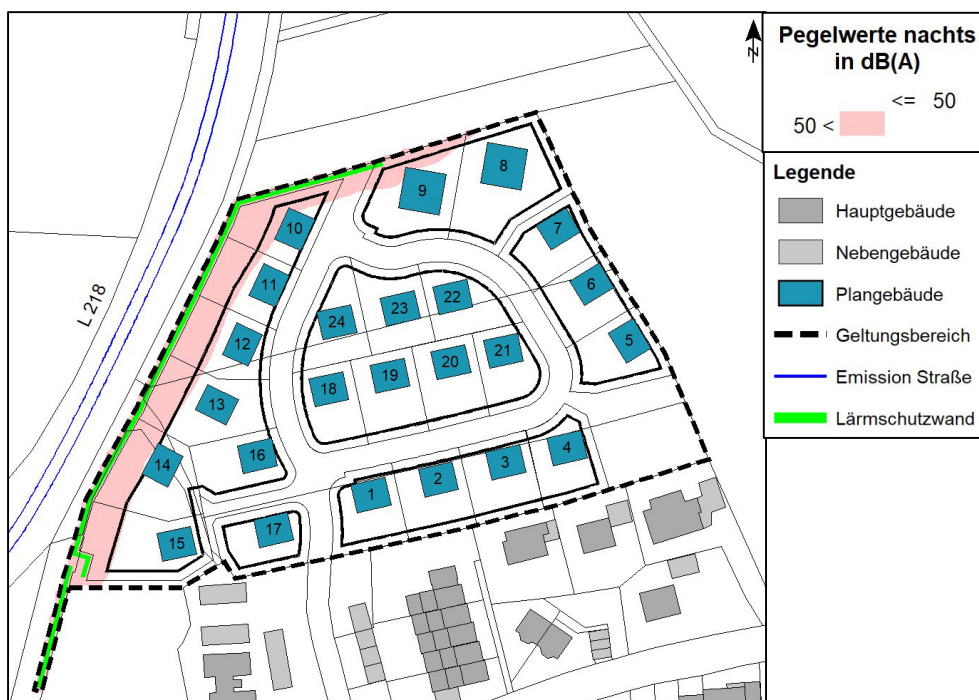 N
Pegelwerte nachts
in dB(A)
<= 50
50 <
Legende
Hauptgebäude
Nebengebäude
Plangebäude
Geltungsbereich
Emission Straße
Lärmschutzwand
L 218
8
9
10
7
11
6
22
23
24
12
5
21
20
19
18
13
4
16
3
14
2
1
17
15